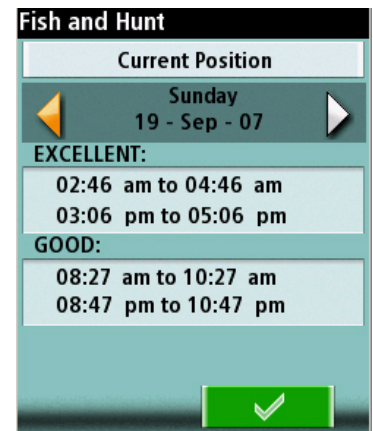 Fish and Hunt
Current Position
Sunday
19 - Sep - 07
EXCELLENT:
02:46 am to 04:46 am
03:06 pm to 05:06 pm
GOOD:
08:27 am to 10:27 am
08:47 pm to 10:47 pm